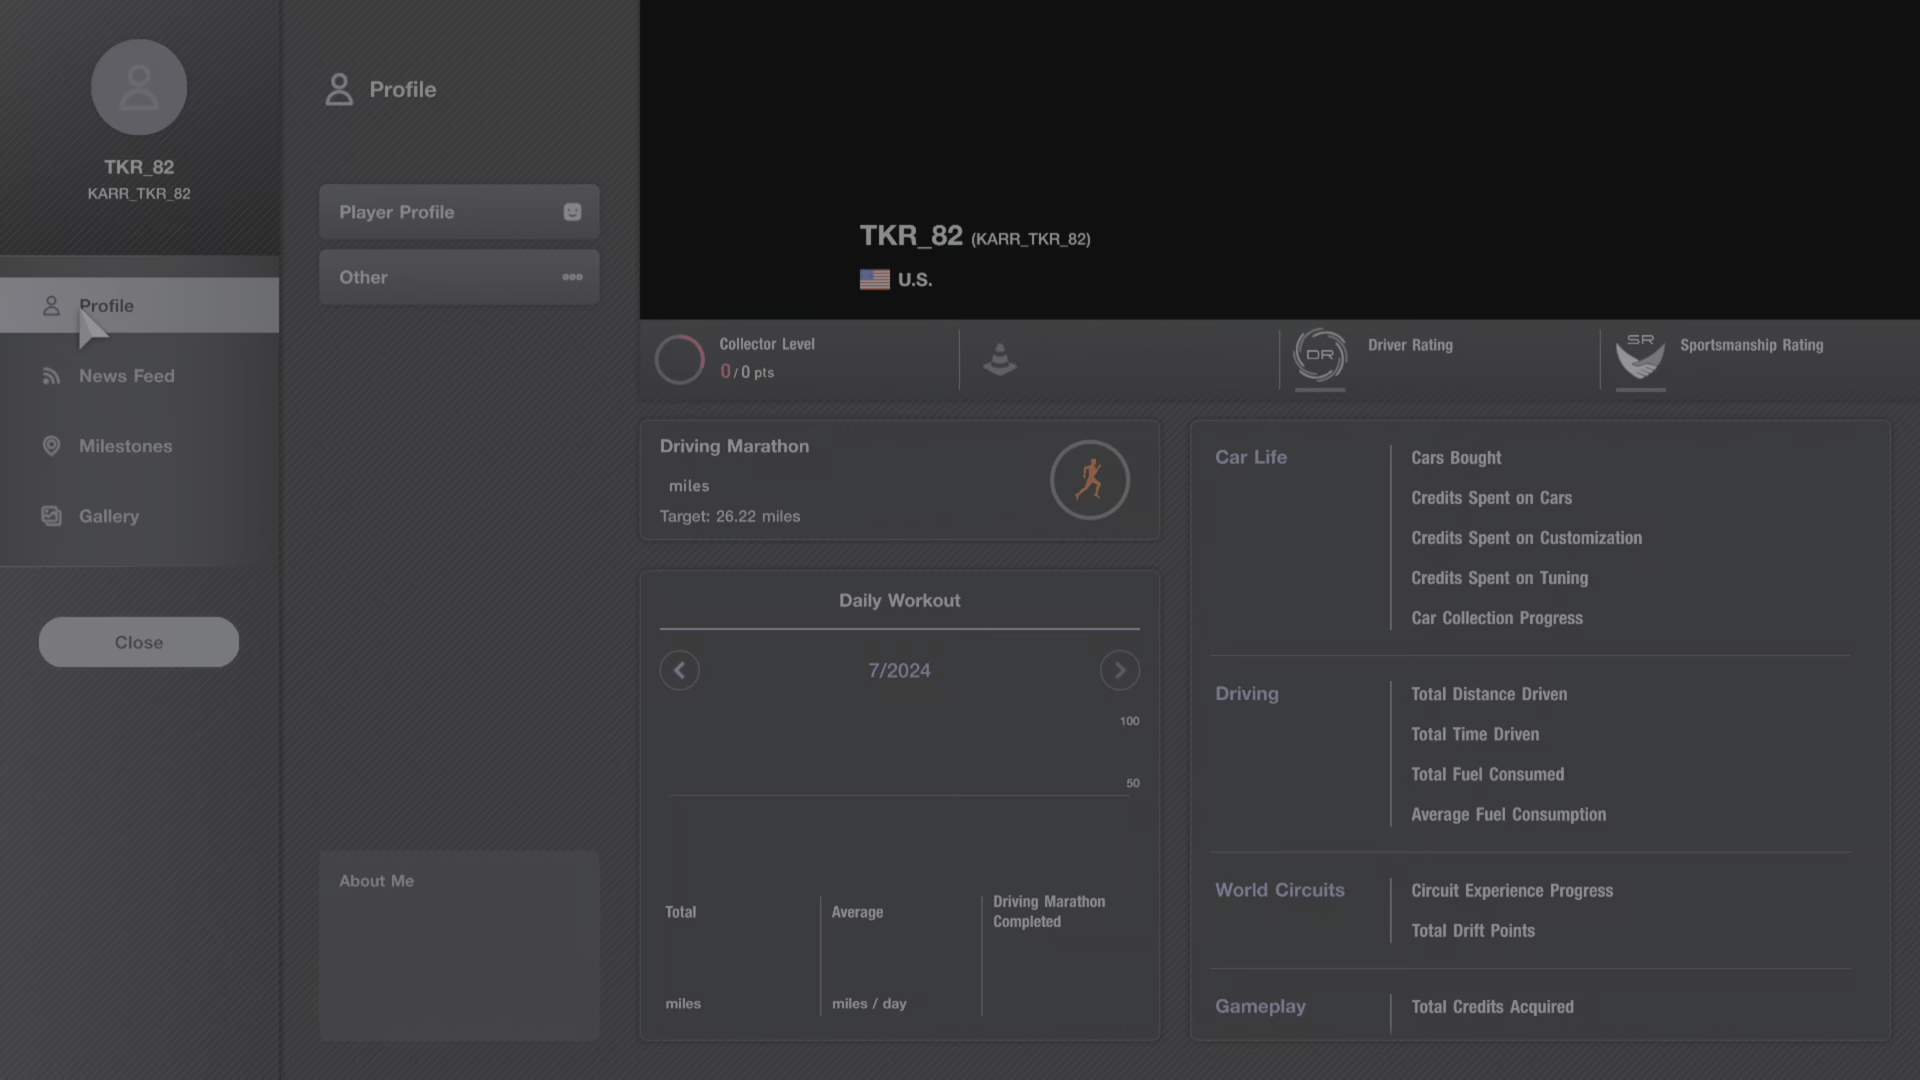 TKR_82
KARR_TKR_82
Profile
News Feed
Milestones
Gallery
Close
Profile
Player Profile
Other
About Me
TKR_82 (KARR_TKR_82)
U.S.
Collector Level
0 / 0 pts
DR
Driver Rating
SR
Sportsmanship Rating
Driving Marathon
miles
Target: 26.22 miles
Daily Workout
7/2024
100
50
Total
miles
Average
miles / day
Driving Marathon
Completed
Car Life
Cars Bought
Credits Spent on Cars
Credits Spent on Customization
Credits Spent on Tuning
Car Collection Progress
Driving
Total Distance Driven
Total Time Driven
Total Fuel Consumed
Average Fuel Consumption
World Circuits
Circuit Experience Progress
Total Drift Points
Gameplay
Total Credits Acquired